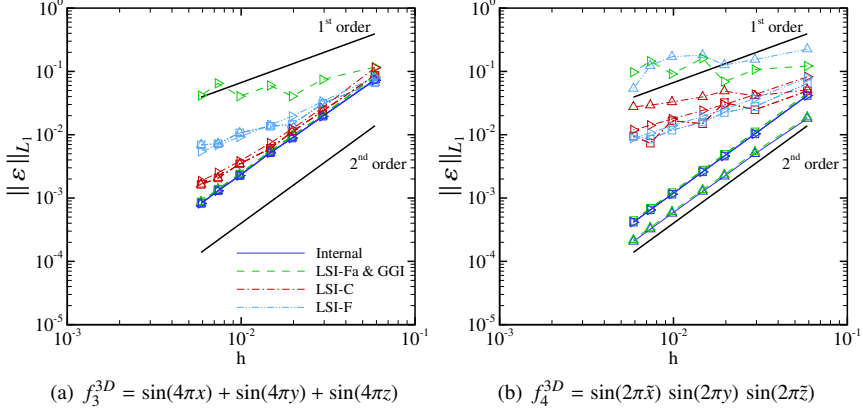 10^0
10^-1
10^-2
10^-3
10^-4
10^-5
|| ε ||_{L_1}
1^{st} order
2^{nd} order
Internal
LSI-Fa & GGI
LSI-C
LSI-F
10^-3 10^-2 10^-1
h
(a) f_3^{3D} = sin(4πx) + sin(4πy) + sin(4πz)
10^0
10^-1
10^-2
10^-3
10^-4
10^-5
|| ε ||_{L_1}
1^{st} order
2^{nd} order
10^-3 10^-2 10^-1
h
(b) f_4^{3D} = sin(2πx̃) sin(2πy) sin(2πz̃)